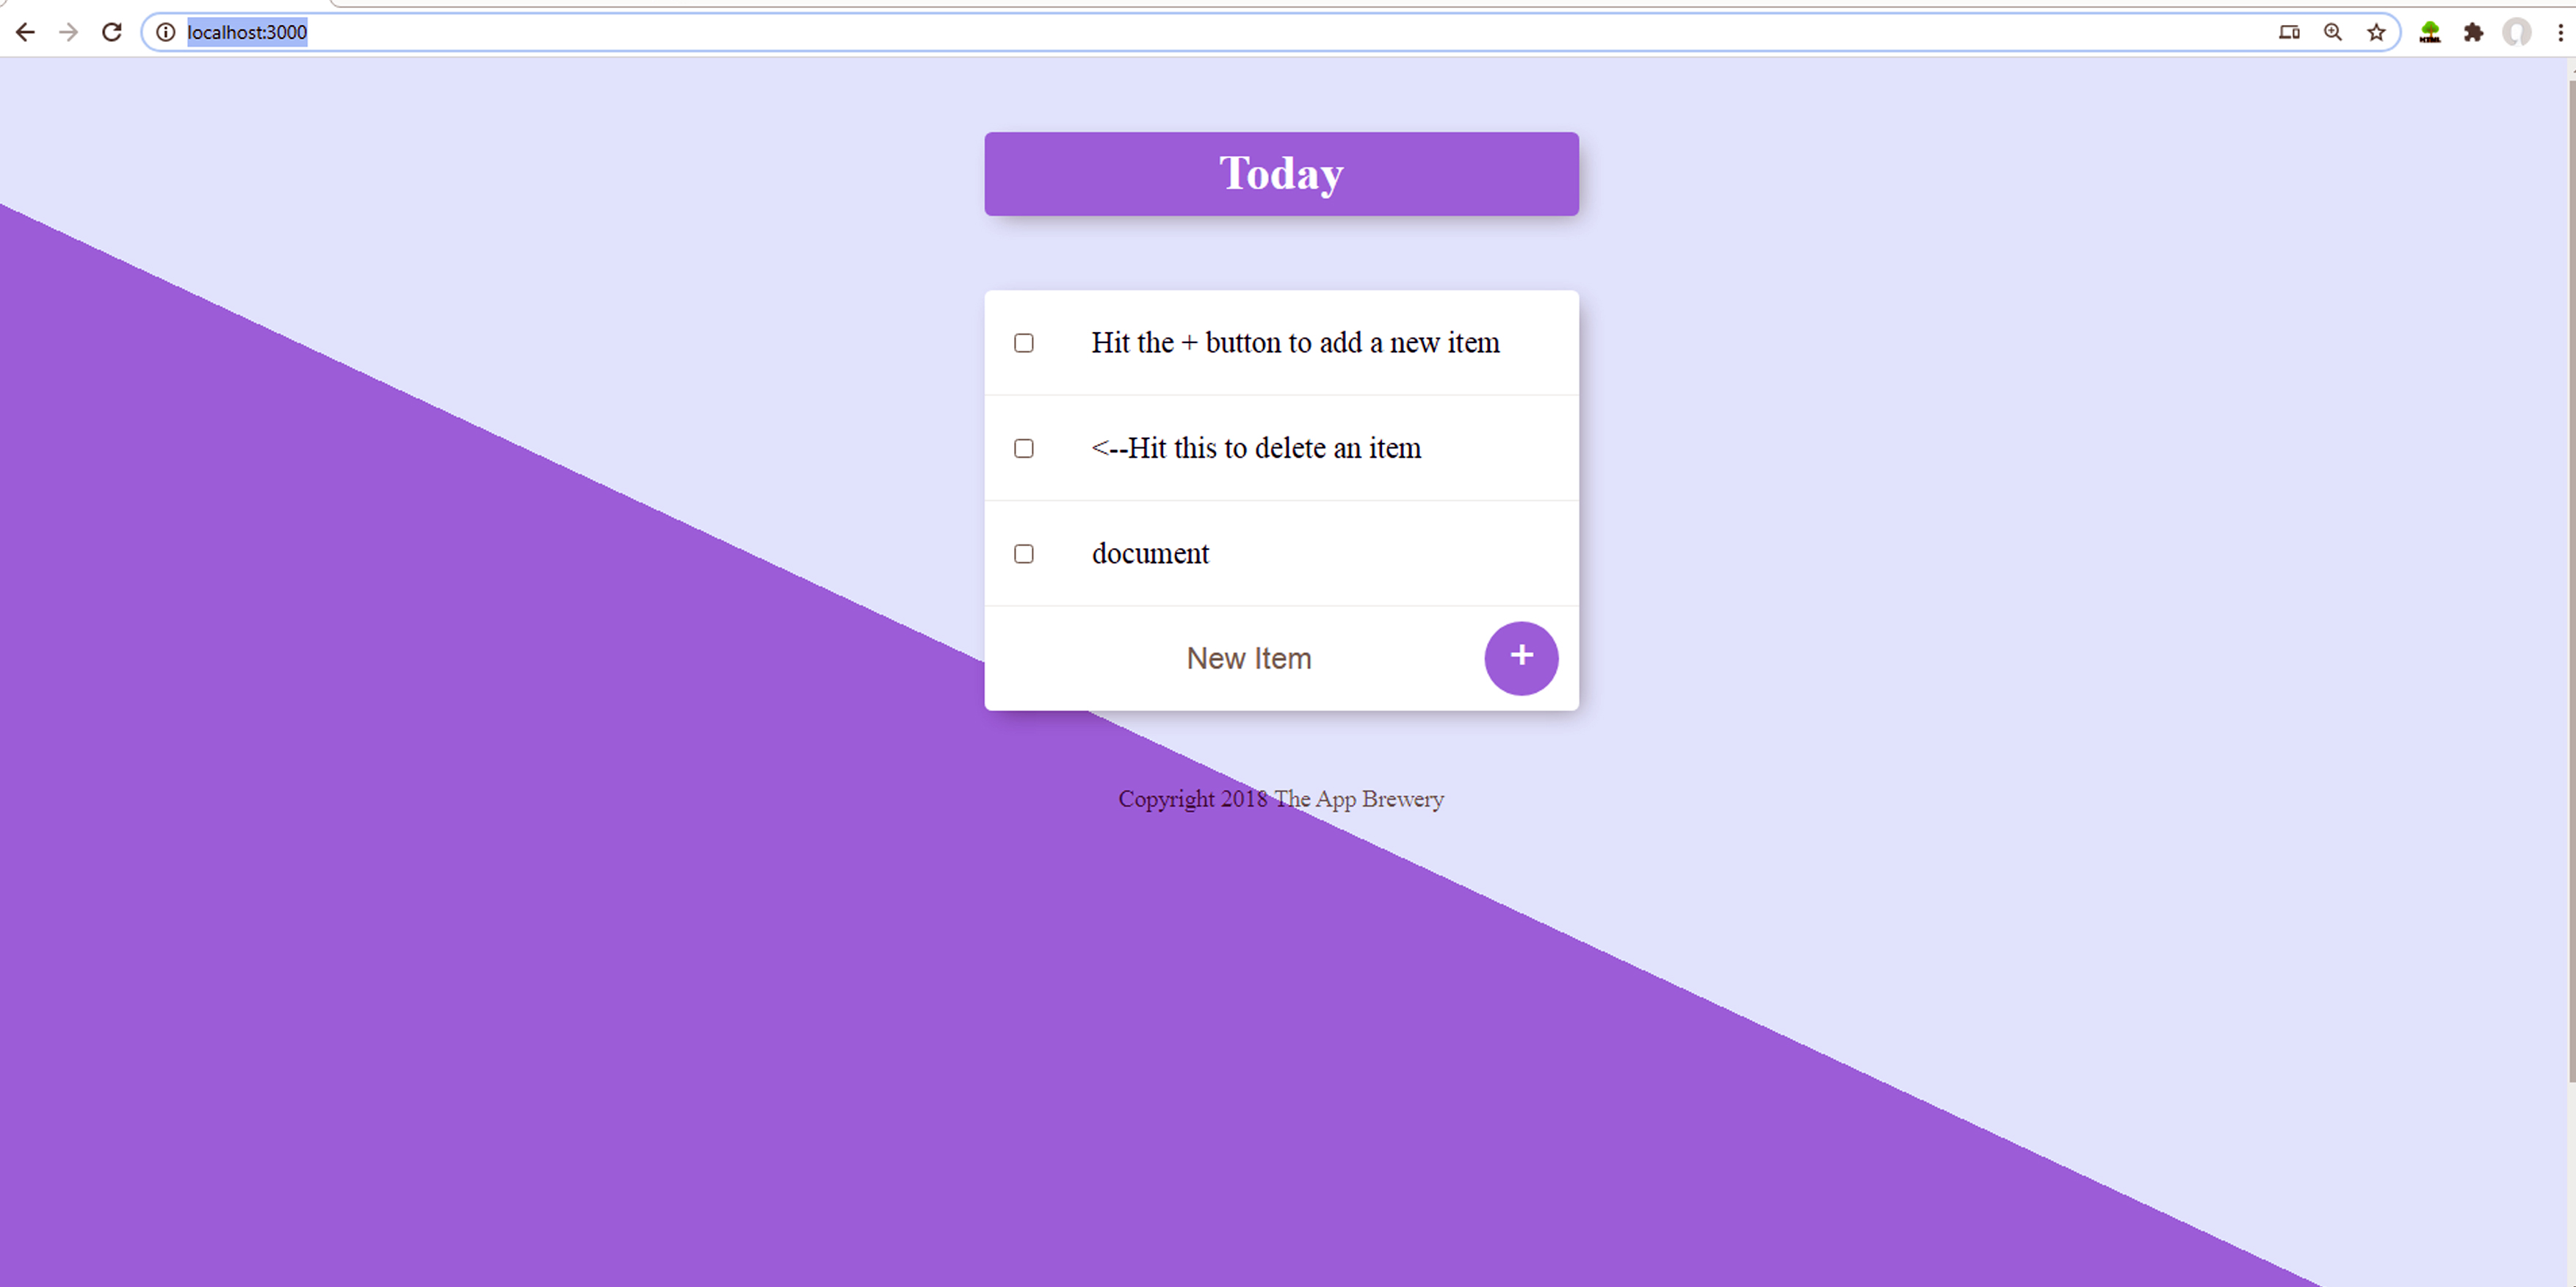 localhost:3000
Today
Hit the + button to add a new item
<--Hit this to delete an item
document
New Item
+
Copyright 2018 The App Brewery